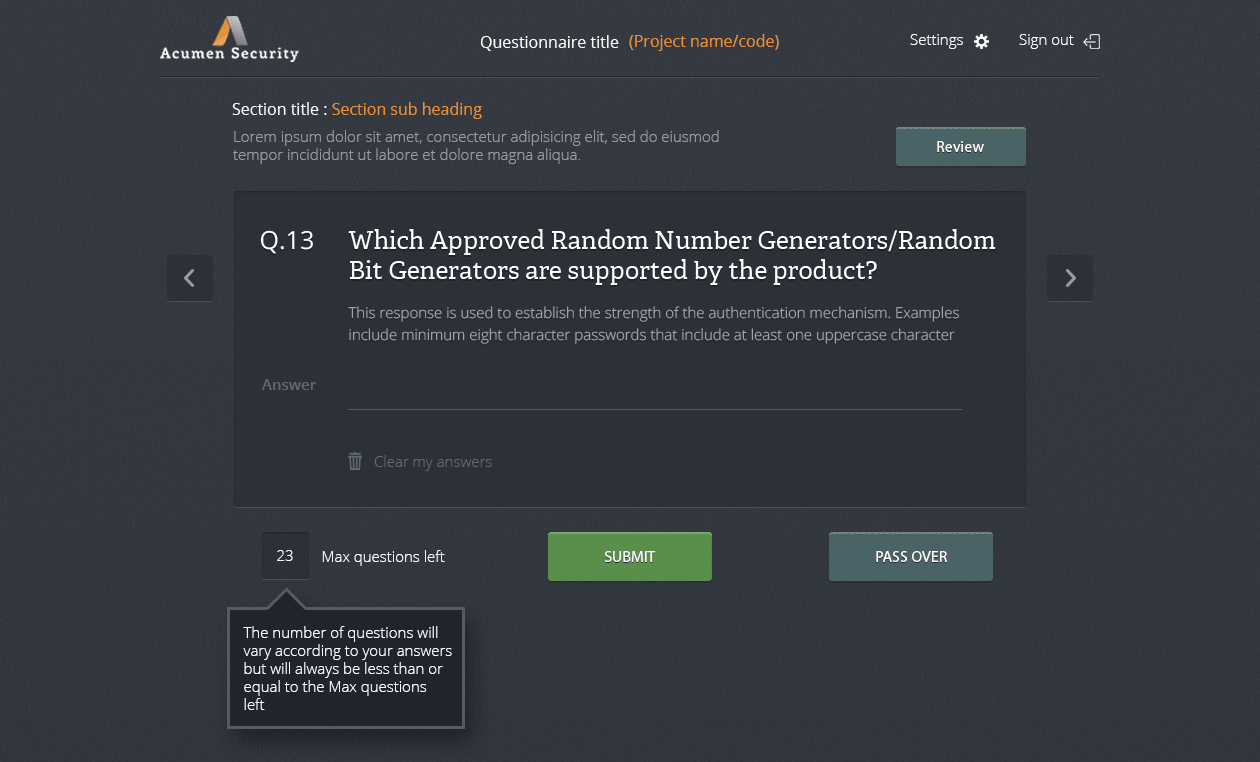 Acumen Security
Questionnaire title (Project name/code)
Settings
Sign out
Section title : Section sub heading
Lorem ipsum dolor sit amet, consectetur adipisicing elit, sed do eiusmod
tempor incididunt ut labore et dolore magna aliqua.
Review
Q.13
Which Approved Random Number Generators/Random
Bit Generators are supported by the product?
This response is used to establish the strength of the authentication mechanism. Examples
include minimum eight character passwords that include at least one uppercase character
Answer
Clear my answers
23
Max questions left
SUBMIT
PASS OVER
The number of questions will
vary according to your answers
but will always be less than or
equal to the Max questions
left